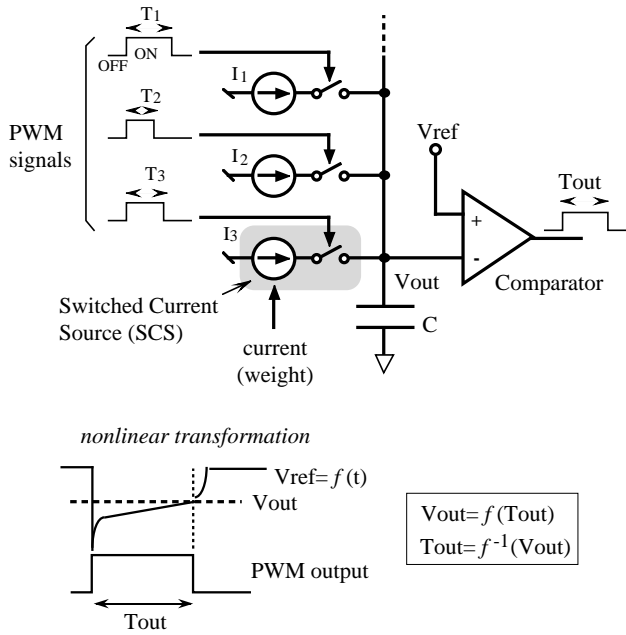 T1
OFF ON
I1
T2
PWM
signals
Vref
I2
Tout
T3
+
I3
-
Vout
Comparator
Switched Current
Source (SCS)
C
current
(weight)
nonlinear transformation
Vref= f (t)
Vout
Vout= f (Tout)
Tout= f -1 (Vout)
PWM output
Tout